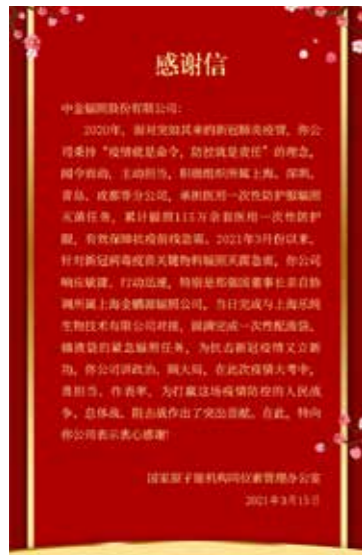 感谢信
中金辐照股份有限公司：
2020年，面对突如其来的新冠肺炎疫情，你公
司秉持“疫情就是命令，防控就是责任”的理念，
闻令而动，主动担当，积极组织所属上海、深圳、
青岛、成都等分公司，承担医用一次性防护服辐照
灭菌任务，累计辐照115万余套医用一次性防护
服，有效保障抗疫前线急需。2021年3月份以来，
针对新冠病毒疫苗关键物料辐照灭菌急需，你公司
响应敏捷、行动迅速，特别是郑强国董事长亲自协
调所属上海金鹏源辐照公司，当日完成与上海乐纯
生物技术有限公司对接，圆满完成一次性配液袋、
储液袋的紧急辐照任务，为抗击新冠疫情又立新
功。你公司讲政治、顾大局，在此次疫情大考中，
勇担当、作表率，为打赢这场疫情防控的人民战
争、总体战、阻击战作出了突出贡献。在此，特向
你公司表示衷心感谢！
国家原子能机构同位素管理办公室
2021年3月15日